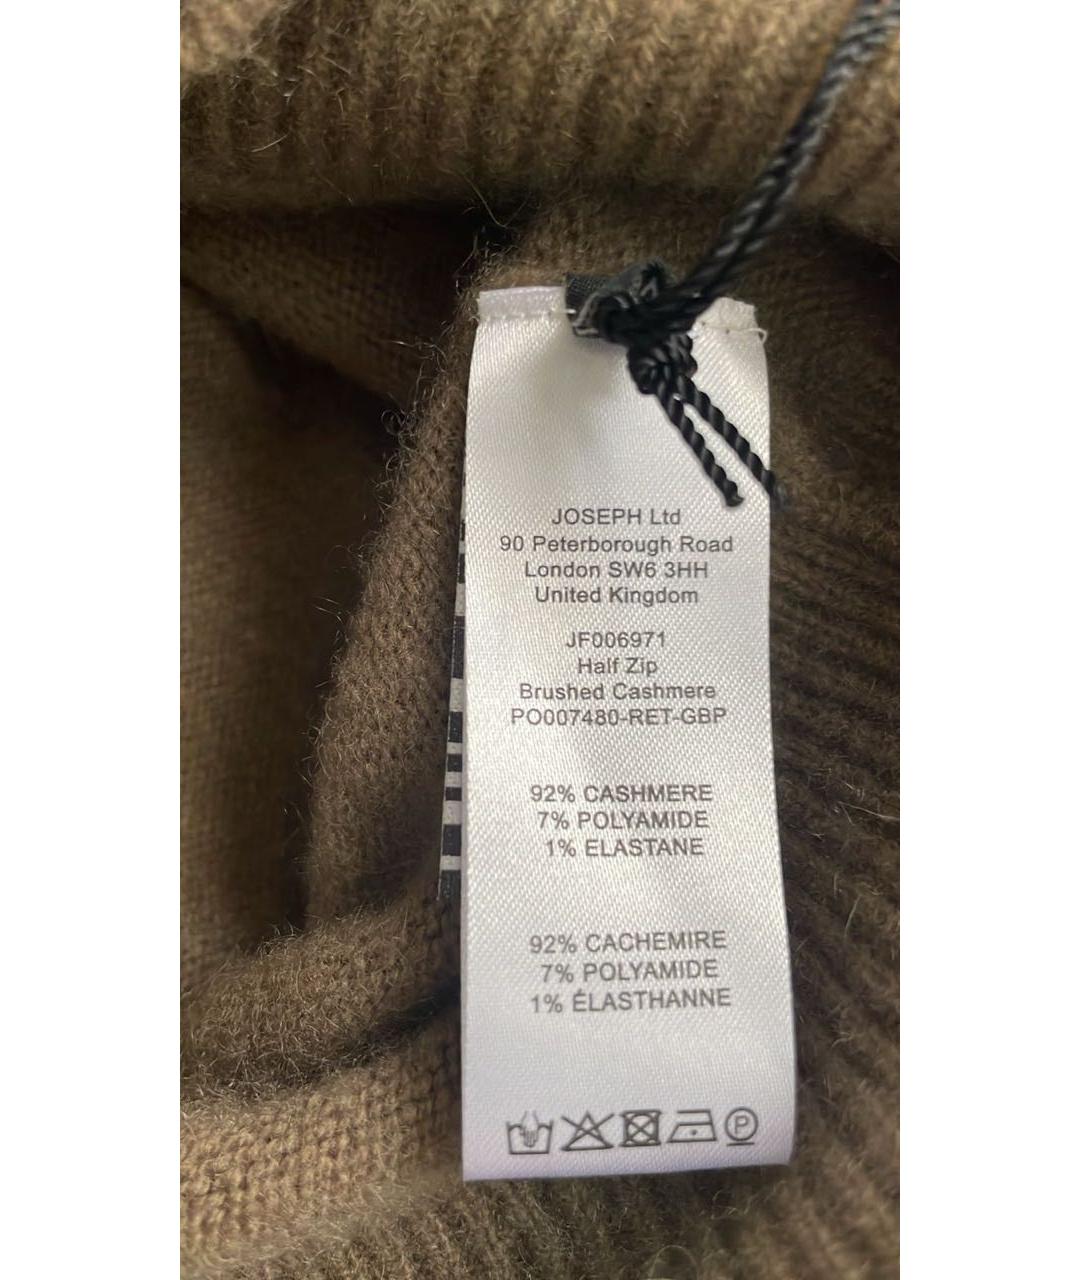 JOSEPH Ltd
90 Peterborough Road
London SW6 3HH
United Kingdom
JF006971
Half Zip
Brushed Cashmere
PO007480-RET-GBP
92% CASHMERE
7% POLYAMIDE
1% ELASTANE
92% CACHEMIRE
7% POLYAMIDE
1% ÉLASTHANNE
P